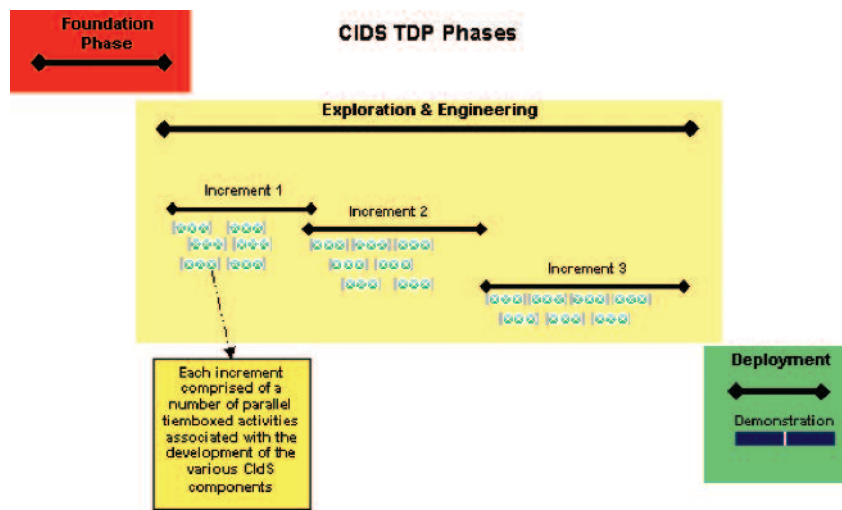 Foundation
Phase
CIDS TDP Phases
Exploration & Engineering
Increment 1
Increment 2
Increment 3
Each increment
comprised of a
number of parallel
tiemboxed activities
associated with the
development of the
various CIdS
components
Deployment
Demonstration